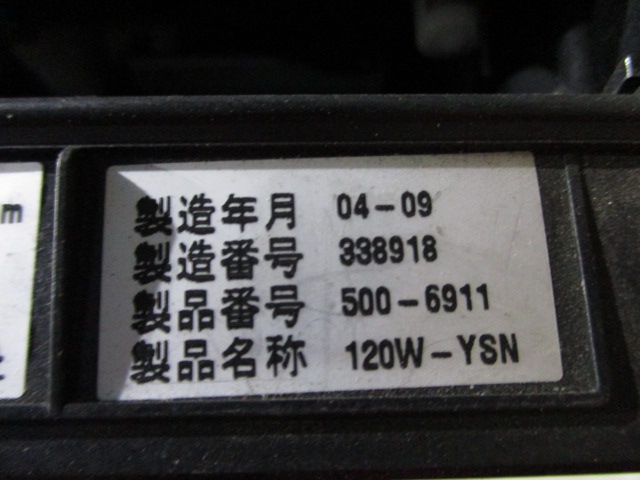 m
製造年月 04-09
製造番号 338918
製品番号 500-6911
製品名称 120W-YSN